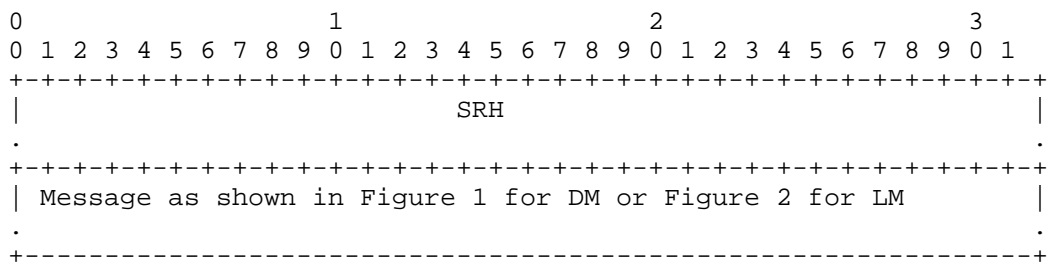 0                   1                   2                   3
 0 1 2 3 4 5 6 7 8 9 0 1 2 3 4 5 6 7 8 9 0 1 2 3 4 5 6 7 8 9 0 1
+-+-+-+-+-+-+-+-+-+-+-+-+-+-+-+-+-+-+-+-+-+-+-+-+-+-+-+-+-+-+-+-+
|                            SRH                                |
.                                                               .
+-+-+-+-+-+-+-+-+-+-+-+-+-+-+-+-+-+-+-+-+-+-+-+-+-+-+-+-+-+-+-+-+
| Message as shown in Figure 1 for DM or Figure 2 for LM        |
.                                                               .
+---------------------------------------------------------------+